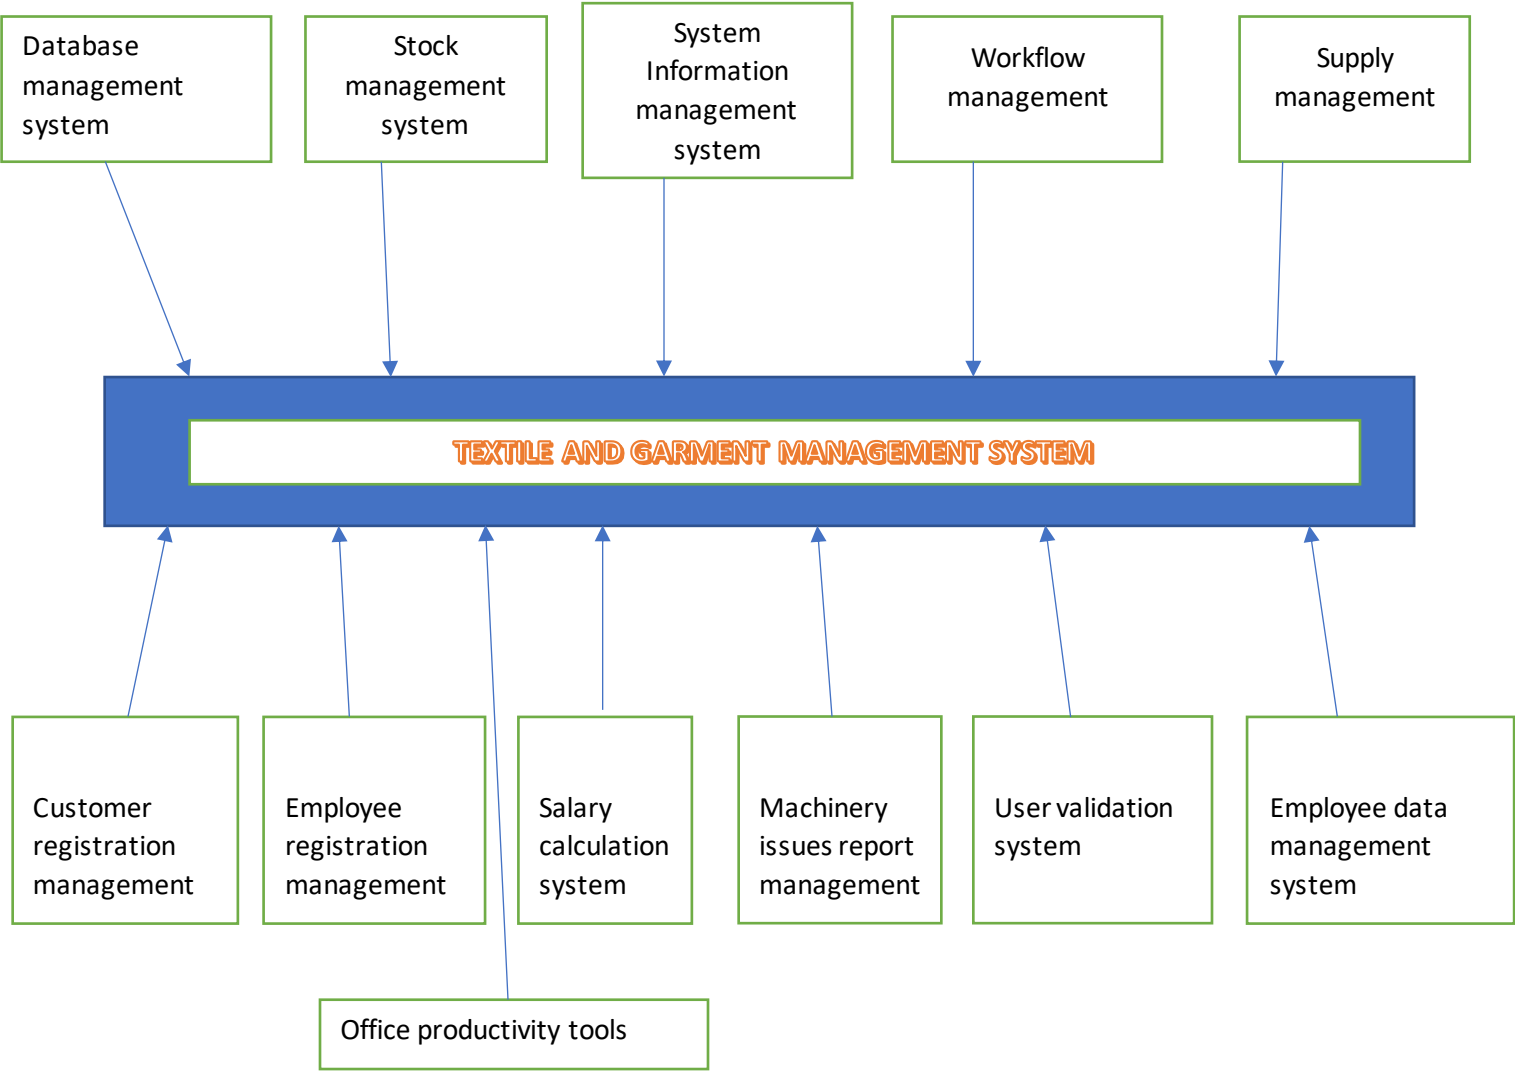 Database
management
system
Stock
management
system
System
Information
management
system
Workflow
management
Supply
management
TEXTILE AND GARMENT MANAGEMENT SYSTEM
Customer
registration
management
Employee
registration
management
Salary
calculation
system
Machinery
issues report
management
User validation
system
Employee data
management
system
Office productivity tools